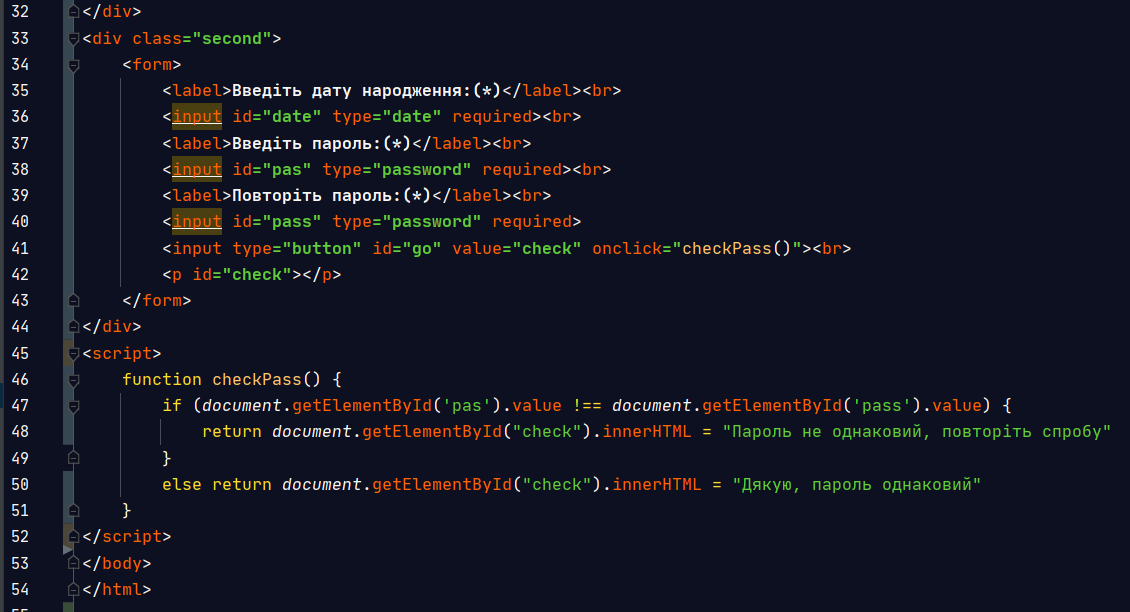 32 </div>
33 <div class="second">
34 <form>
35 <label>Введіть дату народження:(*)</label><br>
36 <input id="date" type="date" required><br>
37 <label>Введіть пароль:(*)</label><br>
38 <input id="pas" type="password" required><br>
39 <label>Повторіть пароль:(*)</label><br>
40 <input id="pass" type="password" required>
41 <input type="button" id="go" value="check" onclick="checkPass()"><br>
42 <p id="check"></p>
43 </form>
44 </div>
45 <script>
46 function checkPass() {
47 if (document.getElementById('pas').value !== document.getElementById('pass').value) {
48 return document.getElementById("check").innerHTML = "Пароль не однаковий, повторіть спробу"
49 }
50 else return document.getElementById("check").innerHTML = "Дякую, пароль однаковий"
51 }
52 </script>
53 </body>
54 </html>